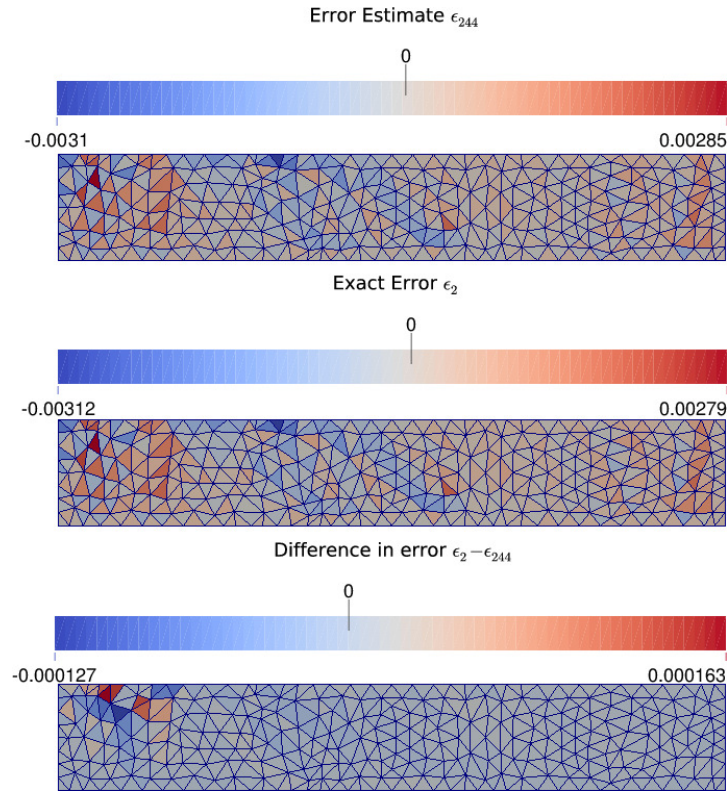 Error Estimate ϵ₂₄₄
0
-0.0031 0.00285
Exact Error ϵ₂
0
-0.00312 0.00279
Difference in error ϵ₂−ϵ₂₄₄
0
-0.000127 0.000163